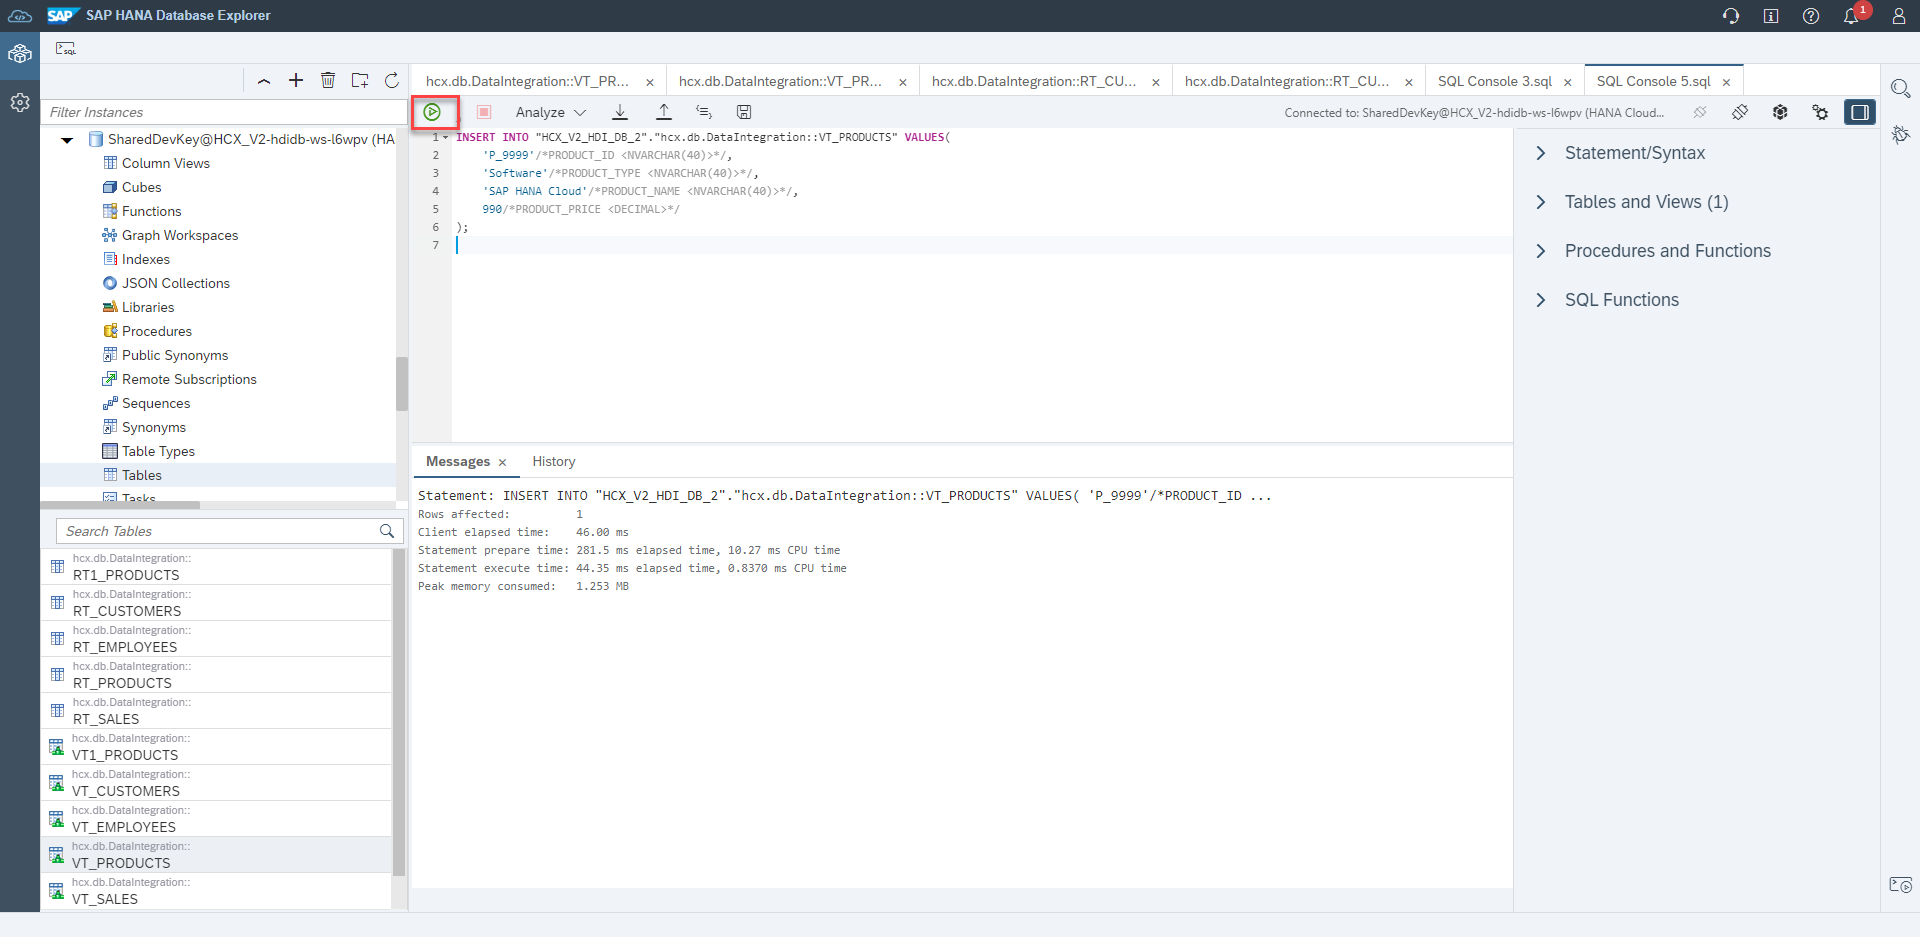 SAP SAP HANA Database Explorer
1
SQL
Filter Instances
SharedDevKey@HCX_V2-hdidb-ws-l6wpv (HA
Column Views
Cubes
Functions
Graph Workspaces
Indexes
JSON Collections
Libraries
Procedures
Public Synonyms
Remote Subscriptions
Sequences
Synonyms
Table Types
Tables
Tasks
Search Tables
hcx.db.DataIntegration::
RT1_PRODUCTS
hcx.db.DataIntegration::
RT_CUSTOMERS
hcx.db.DataIntegration::
RT_EMPLOYEES
hcx.db.DataIntegration::
RT_PRODUCTS
hcx.db.DataIntegration::
RT_SALES
hcx.db.DataIntegration::
VT1_PRODUCTS
hcx.db.DataIntegration::
VT_CUSTOMERS
hcx.db.DataIntegration::
VT_EMPLOYEES
hcx.db.DataIntegration::
VT_PRODUCTS
hcx.db.DataIntegration::
VT_SALES
hcx.db.DataIntegration::VT_PR... hcx.db.DataIntegration::VT_PR... hcx.db.DataIntegration::RT_CU... hcx.db.DataIntegration::RT_CU... SQL Console 3.sql SQL Console 5.sql
Analyze Connected to: SharedDevKey@HCX_V2-hdidb-ws-l6wpv (HANA Cloud...
1 INSERT INTO "HCX_V2_HDI_DB_2"."hcx.db.DataIntegration::VT_PRODUCTS" VALUES(
2 'P_9999'/*PRODUCT_ID <NVARCHAR(40)>*/,
3 'Software'/*PRODUCT_TYPE <NVARCHAR(40)>*/,
4 'SAP HANA Cloud'/*PRODUCT_NAME <NVARCHAR(40)>*/,
5 990/*PRODUCT_PRICE <DECIMAL>*/
6 );
7
Messages History
Statement: INSERT INTO "HCX_V2_HDI_DB_2"."hcx.db.DataIntegration::VT_PRODUCTS" VALUES( 'P_9999'/*PRODUCT_ID ...
Rows affected: 1
Client elapsed time: 46.00 ms
Statement prepare time: 281.5 ms elapsed time, 10.27 ms CPU time
Statement execute time: 44.35 ms elapsed time, 0.8370 ms CPU time
Peak memory consumed: 1.253 MB
Statement/Syntax
Tables and Views (1)
Procedures and Functions
SQL Functions